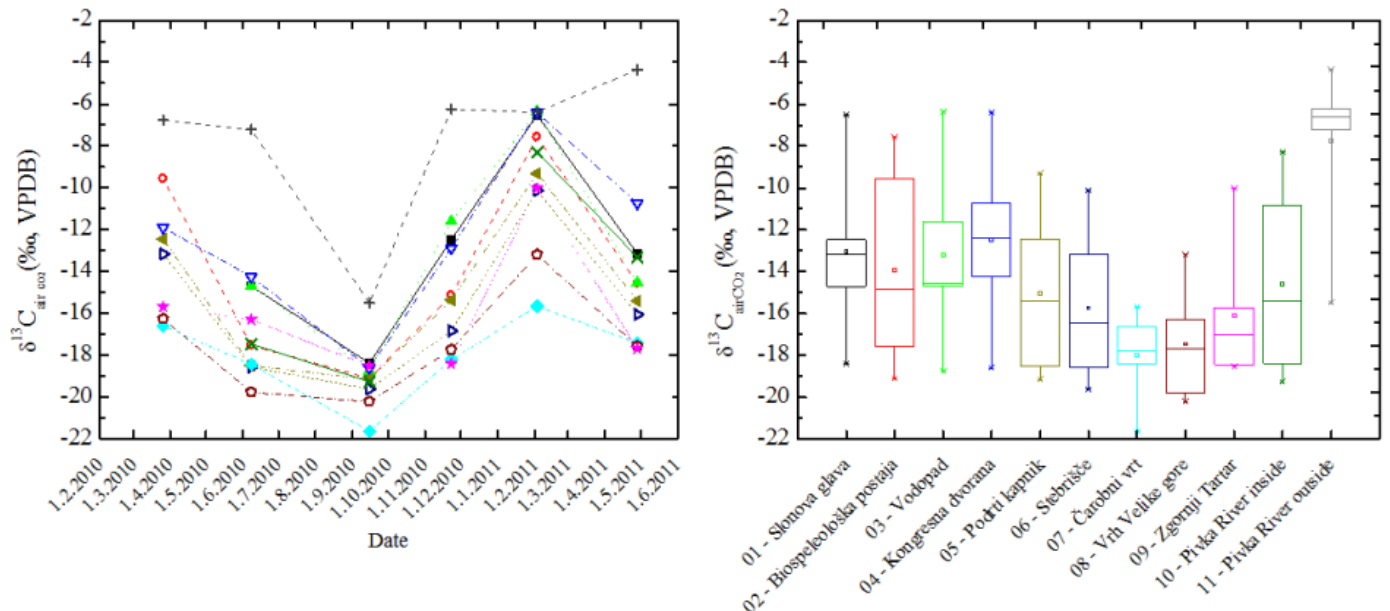 -2
-4
-6
-8
-10
-12
-14
-16
-18
-20
-22
δ¹³C air co₂ (‰, VPDB)
1.2.2010
1.3.2010
1.4.2010
1.5.2010
1.6.2010
1.7.2010
1.8.2010
1.9.2010
1.10.2010
1.11.2010
1.12.2010
1.11.2011
1.2.2011
1.3.2011
1.4.2011
1.5.2011
1.6.2011
Date
-2
-4
-6
-8
-10
-12
-14
-16
-18
-20
-22
δ¹³C airCO₂ (‰, VPDB)
01 - Slonova glava
02 - Biospeleološka postaja
03 - Vodopad
04 - Kongresna dvorana
05 - Podrti kapnik
06 - Stebrišče
07 - Čarobni vrt
08 - Vrh Velike gore
09 - Zgornji Tartar
10 - Pivka River inside
11 - Pivka River outside